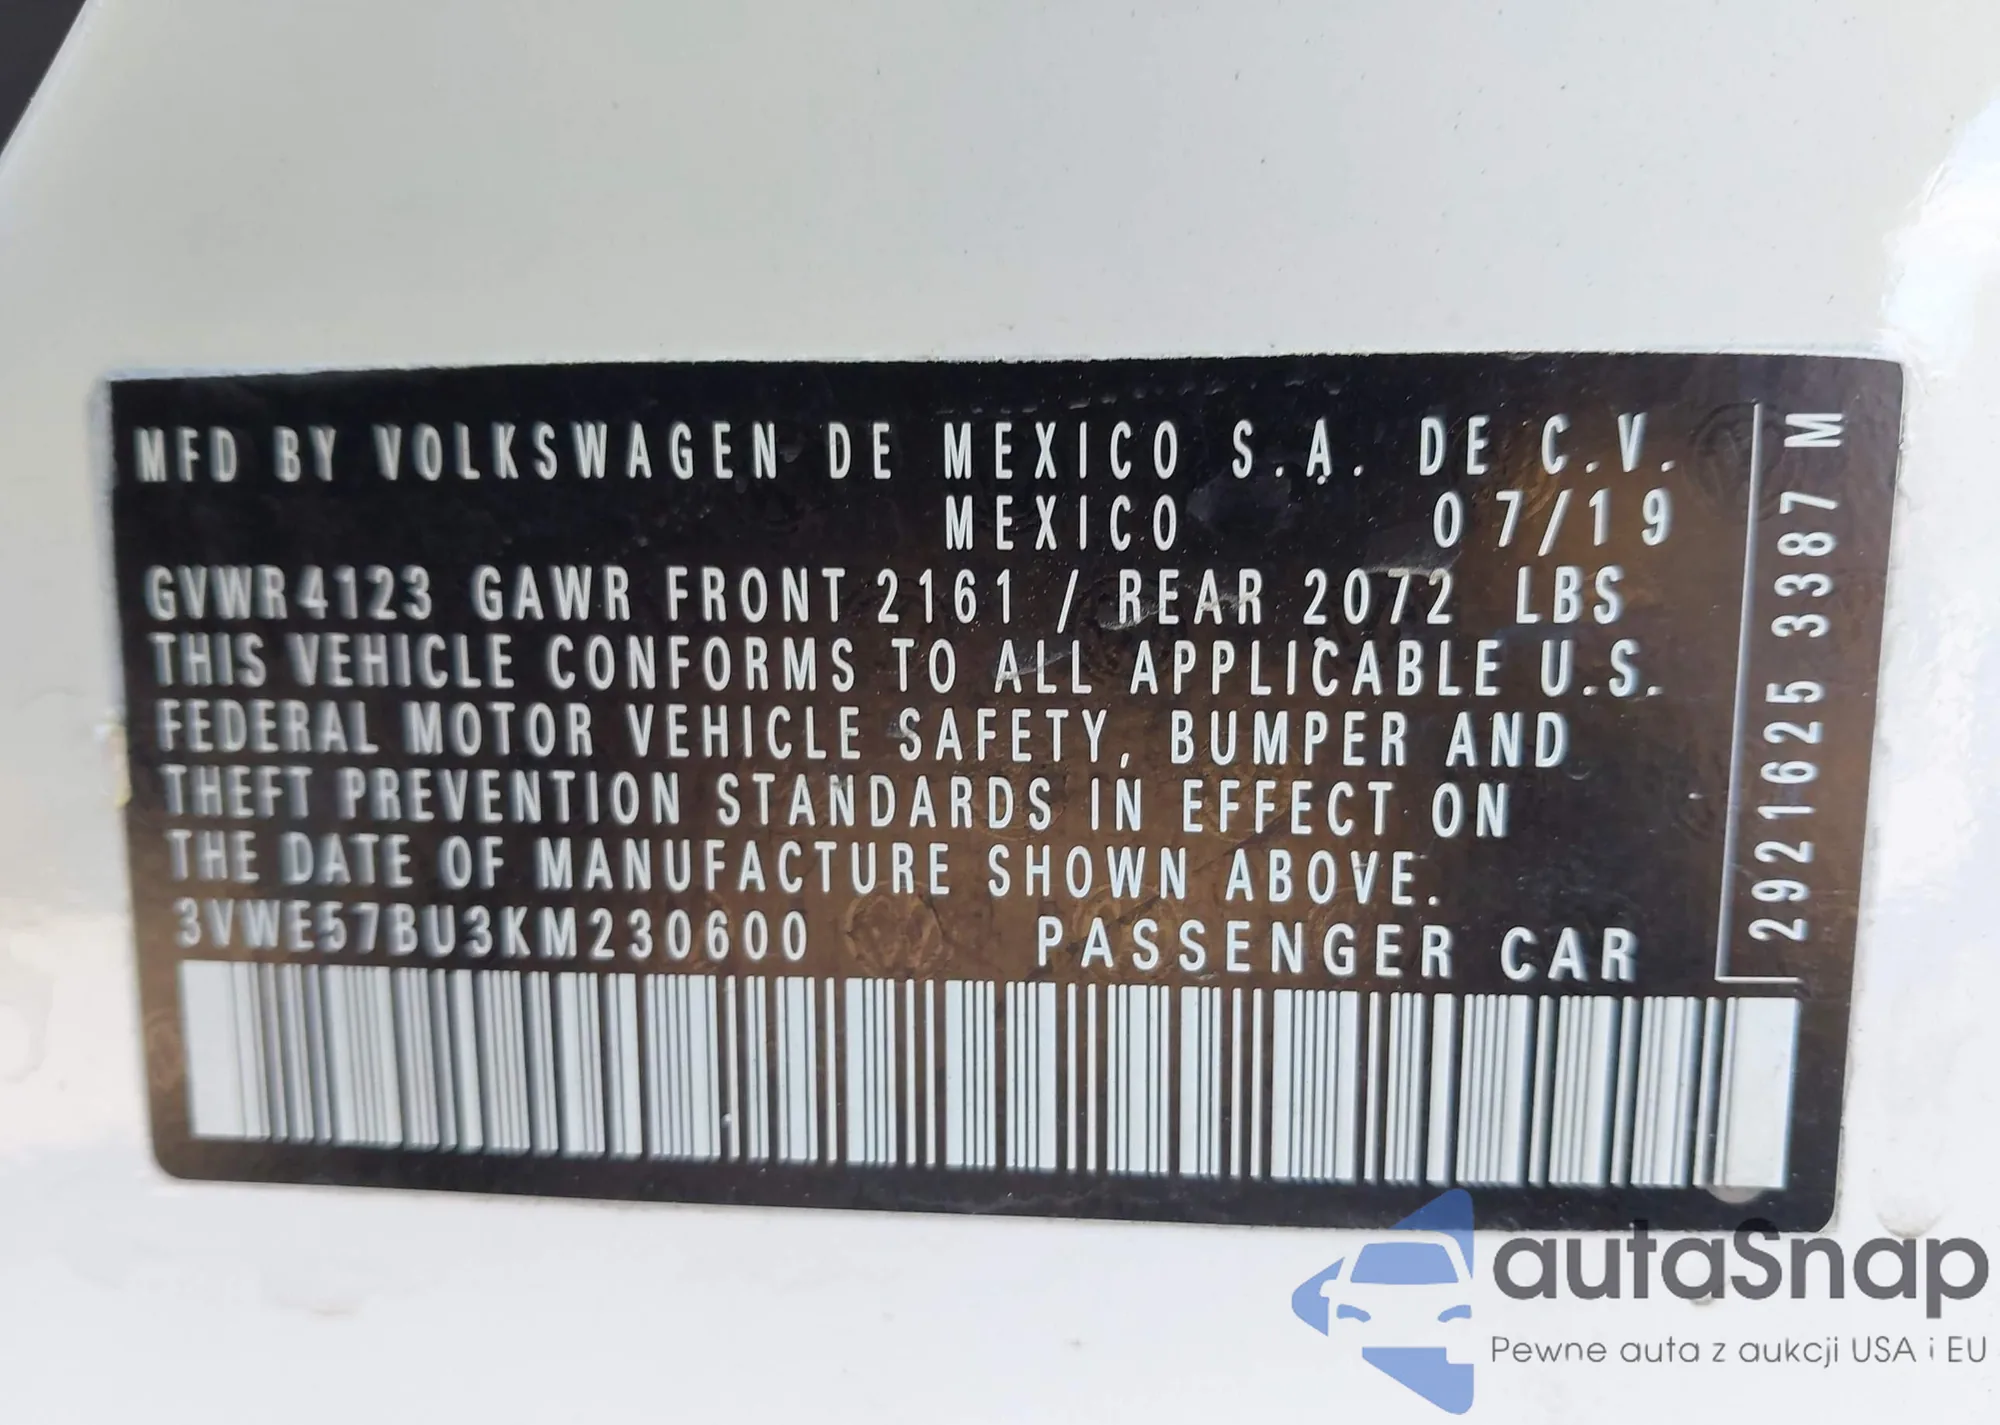 MFD BY VOLKSWAGEN DE MEXICO S.A. DE C.V.
MEXICO 07/19
GVWR 4123 GAWR FRONT 2161 / REAR 2072 LBS
THIS VEHICLE CONFORMS TO ALL APPLICABLE U.S.
FEDERAL MOTOR VEHICLE SAFETY, BUMPER AND
THEFT PREVENTION STANDARDS IN EFFECT ON
THE DATE OF MANUFACTURE SHOWN ABOVE.
3VWE57BU3KM230600 PASSENGER CAR
2921625 3387 M
autaSnap
Pewne auta z aukcji USA i EU